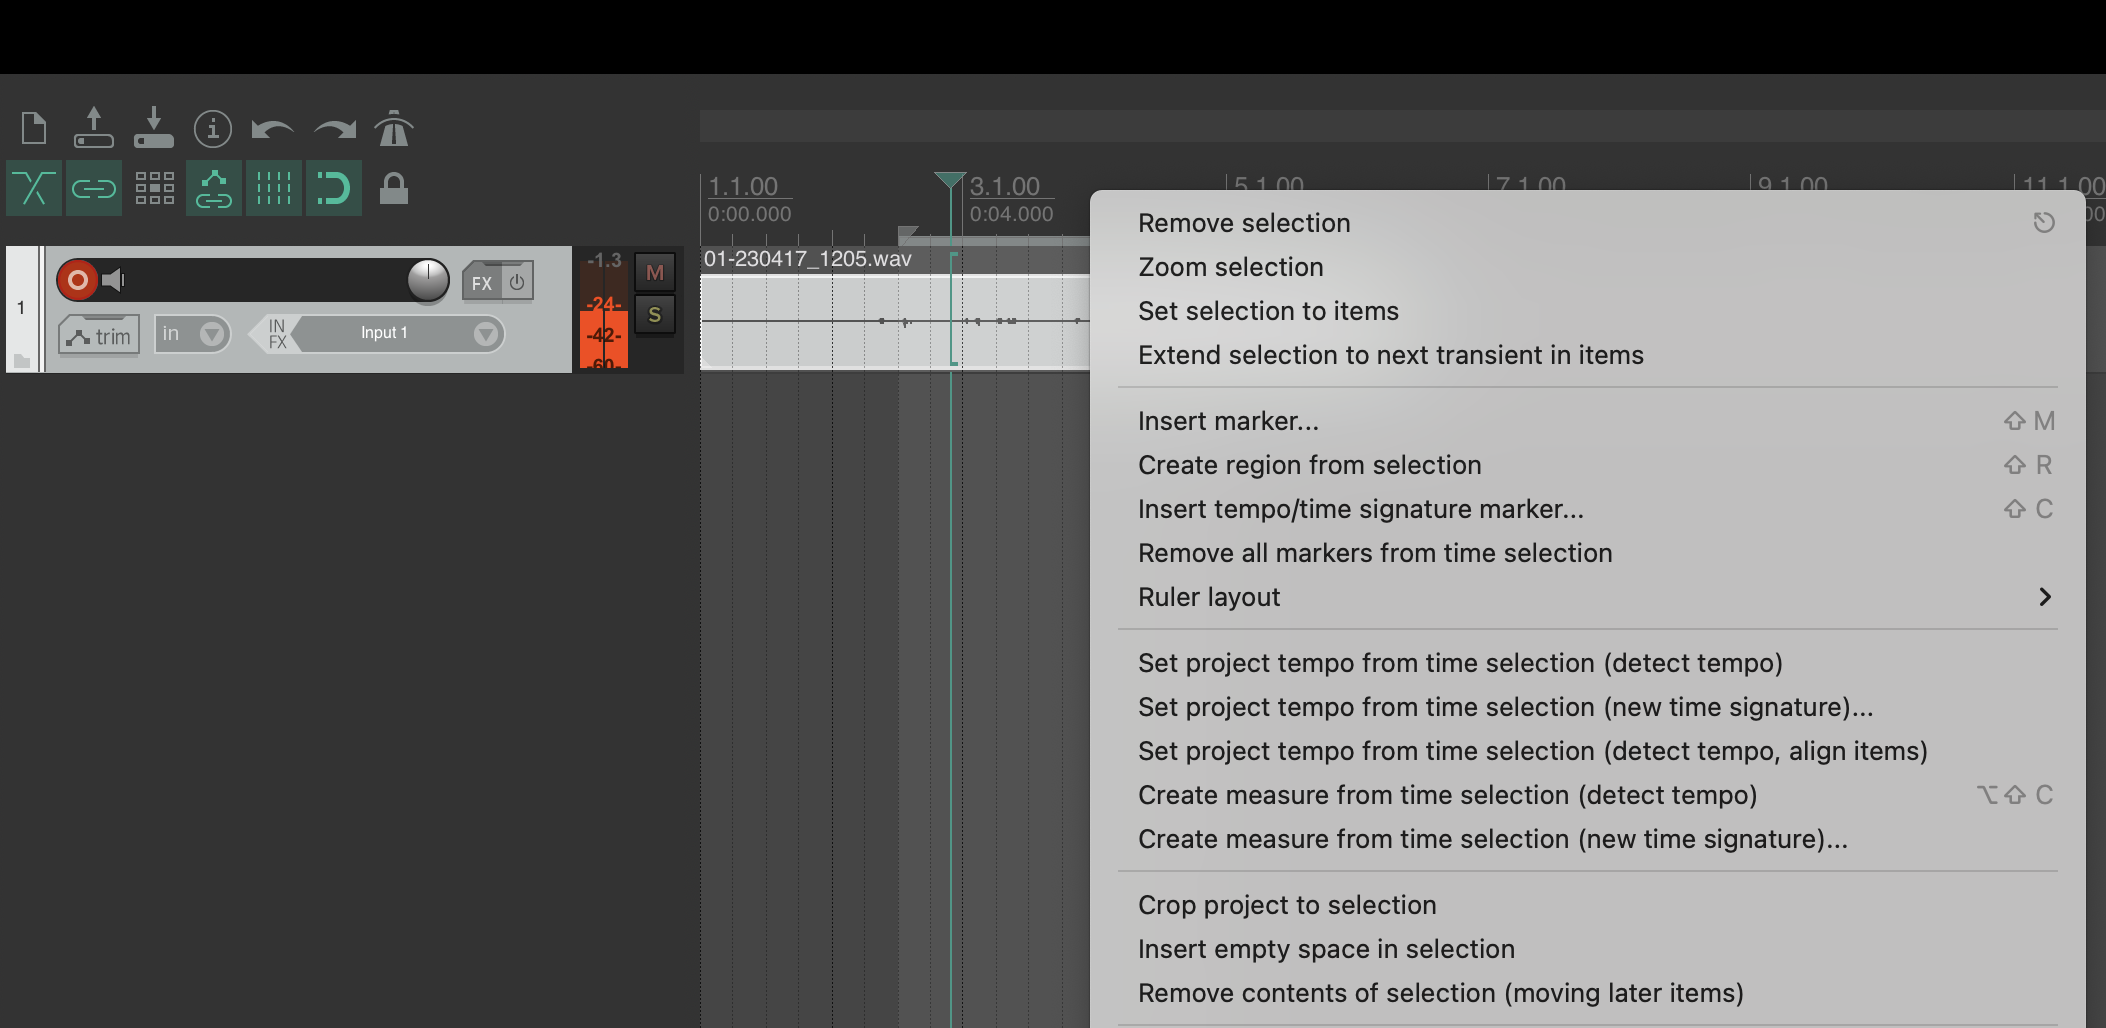 1.1.00
0:00.000
3.1.00
0:04.000
5.1.00
7.1.00
9.1.00
11.1.00
1
FX
-1.3
-24-
-42-
-60-
M
S
trim
in
IN
FX
Input 1
01-230417_1205.wav
Remove selection
Zoom selection
Set selection to items
Extend selection to next transient in items
Insert marker... ⇧ M
Create region from selection ⇧ R
Insert tempo/time signature marker... ⇧ C
Remove all markers from time selection
Ruler layout
Set project tempo from time selection (detect tempo)
Set project tempo from time selection (new time signature)...
Set project tempo from time selection (detect tempo, align items)
Create measure from time selection (detect tempo) ⌥⇧ C
Create measure from time selection (new time signature)...
Crop project to selection
Insert empty space in selection
Remove contents of selection (moving later items)